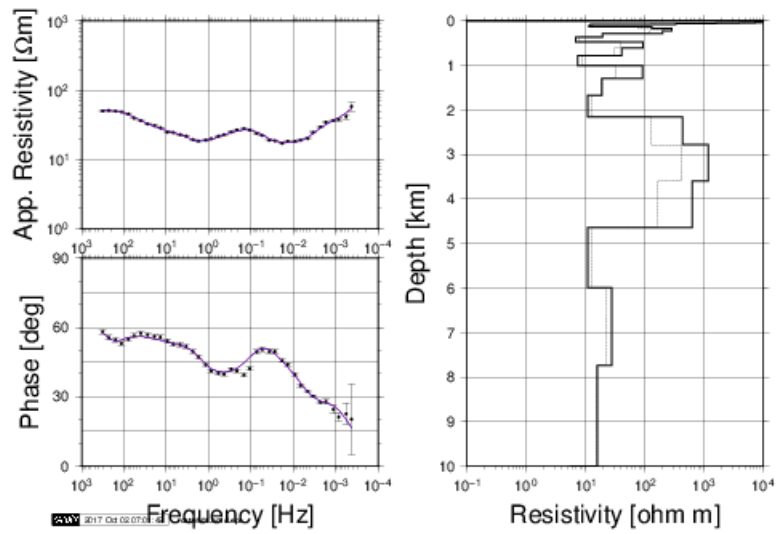 App. Resistivity [Ωm]
10³
10²
10¹
10⁰
10³ 10² 10¹ 10⁰ 10⁻¹ 10⁻² 10⁻³ 10⁻⁴
Phase [deg]
90
60
30
0
10³ 10² 10¹ 10⁰ 10⁻¹ 10⁻² 10⁻³ 10⁻⁴
Frequency [Hz]
2017 Oct 02
Depth [km]
0
1
2
3
4
5
6
7
8
9
10
10⁻¹ 10⁰ 10¹ 10² 10³ 10⁴
Resistivity [ohm m]